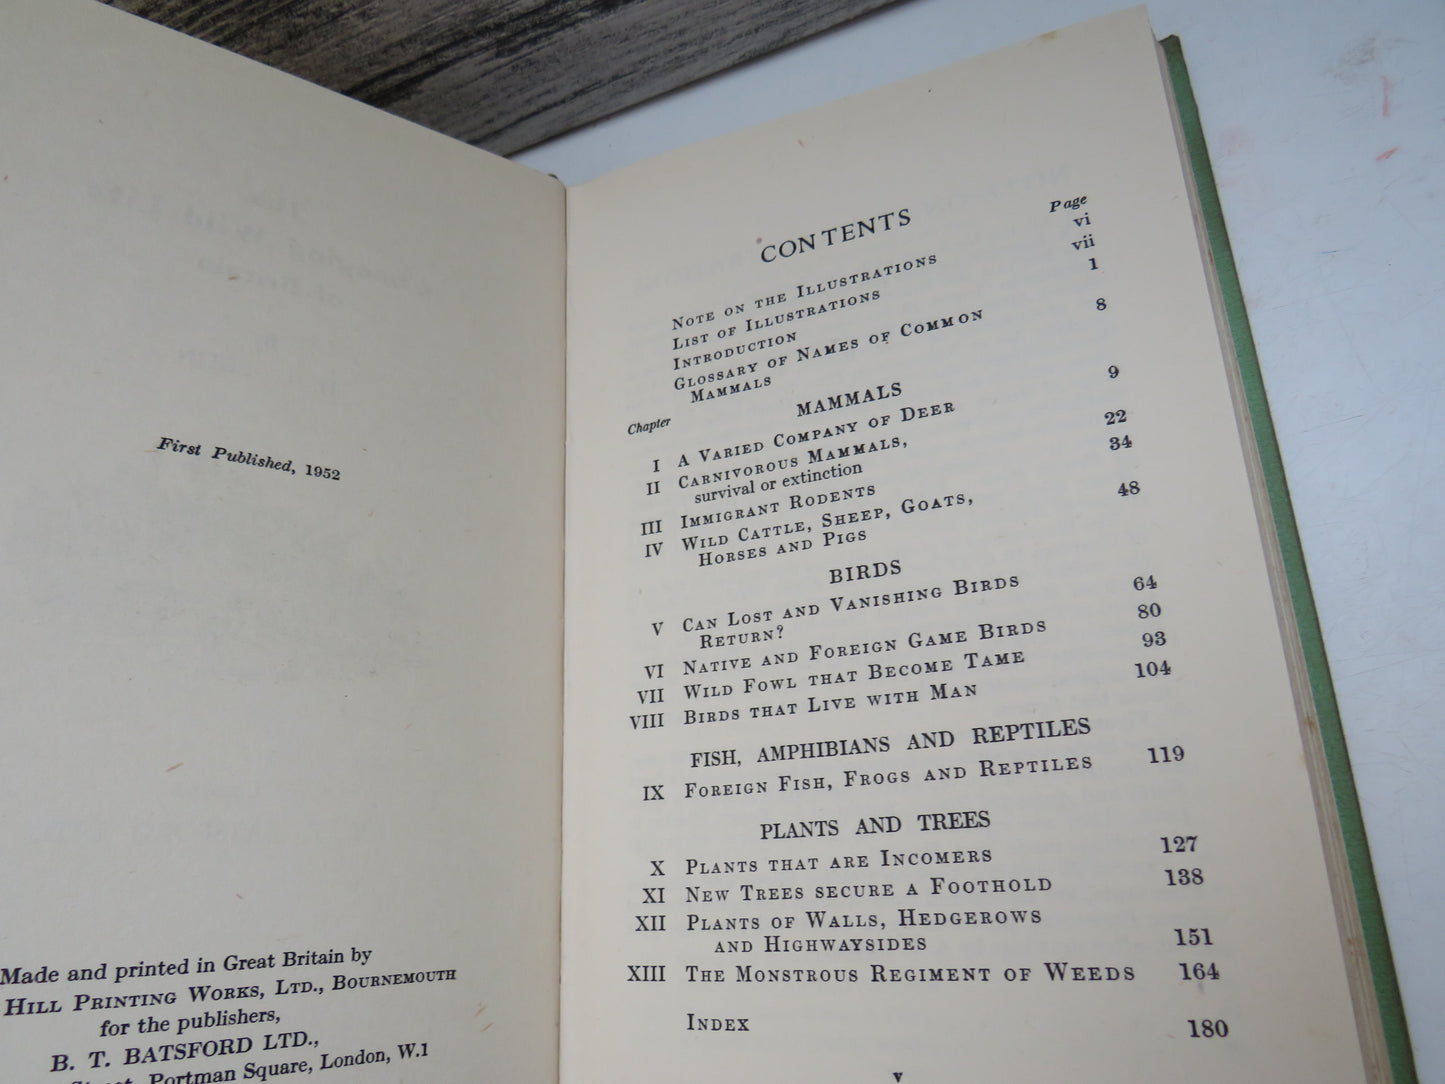 First Published, 1952
Made and printed in Great Britain by
HILL PRINTING WORKS, LTD., BOURNEMOUTH
for the publishers,
B. T. BATSFORD LTD.,
Portman Square, London, W.1
CONTENTS
Page
NOTE ON THE ILLUSTRATIONS vi
LIST OF ILLUSTRATIONS vii
INTRODUCTION 1
GLOSSARY OF NAMES OF COMMON
MAMMALS 8
MAMMALS
Chapter
I A VARIED COMPANY OF DEER 9
II CARNIVOROUS MAMMALS,
survival or extinction 22
III IMMIGRANT RODENTS 34
IV WILD CATTLE, SHEEP, GOATS,
HORSES AND PIGS 48
BIRDS
V CAN LOST AND VANISHING BIRDS
RETURN? 64
VI NATIVE AND FOREIGN GAME BIRDS 80
VII WILD FOWL THAT BECOME TAME 93
VIII BIRDS THAT LIVE WITH MAN 104
FISH, AMPHIBIANS AND REPTILES
IX FOREIGN FISH, FROGS AND REPTILES 119
PLANTS AND TREES
X PLANTS THAT ARE INCOMERS 127
XI NEW TREES SECURE A FOOTHOLD 138
XII PLANTS OF WALLS, HEDGEROWS
AND HIGHWAYSIDES 151
XIII THE MONSTROUS REGIMENT OF WEEDS 164
INDEX 180
v